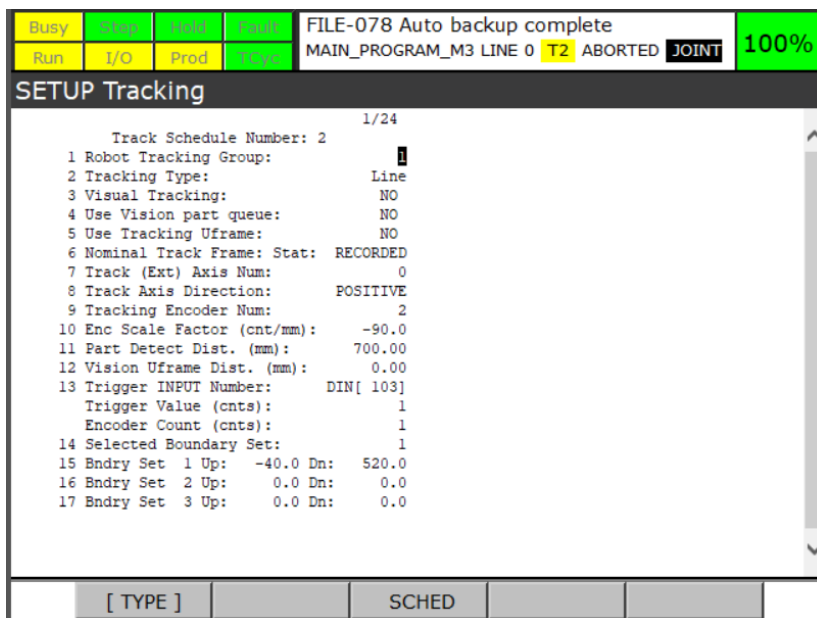 Busy Step Hold Fault
Run I/O Prod TCyc
FILE-078 Auto backup complete
MAIN_PROGRAM_M3 LINE 0 T2 ABORTED JOINT
100%
SETUP Tracking
1/24
Track Schedule Number: 2
1 Robot Tracking Group: 1
2 Tracking Type: Line
3 Visual Tracking: NO
4 Use Vision part queue: NO
5 Use Tracking Uframe: NO
6 Nominal Track Frame: Stat: RECORDED
7 Track (Ext) Axis Num: 0
8 Track Axis Direction: POSITIVE
9 Tracking Encoder Num: 2
10 Enc Scale Factor (cnt/mm): -90.0
11 Part Detect Dist. (mm): 700.00
12 Vision Uframe Dist. (mm): 0.00
13 Trigger INPUT Number: DIN[ 103]
Trigger Value (cnts): 1
Encoder Count (cnts): 1
14 Selected Boundary Set: 1
15 Bndry Set 1 Up: -40.0 Dn: 520.0
16 Bndry Set 2 Up: 0.0 Dn: 0.0
17 Bndry Set 3 Up: 0.0 Dn: 0.0
[ TYPE ] SCHED